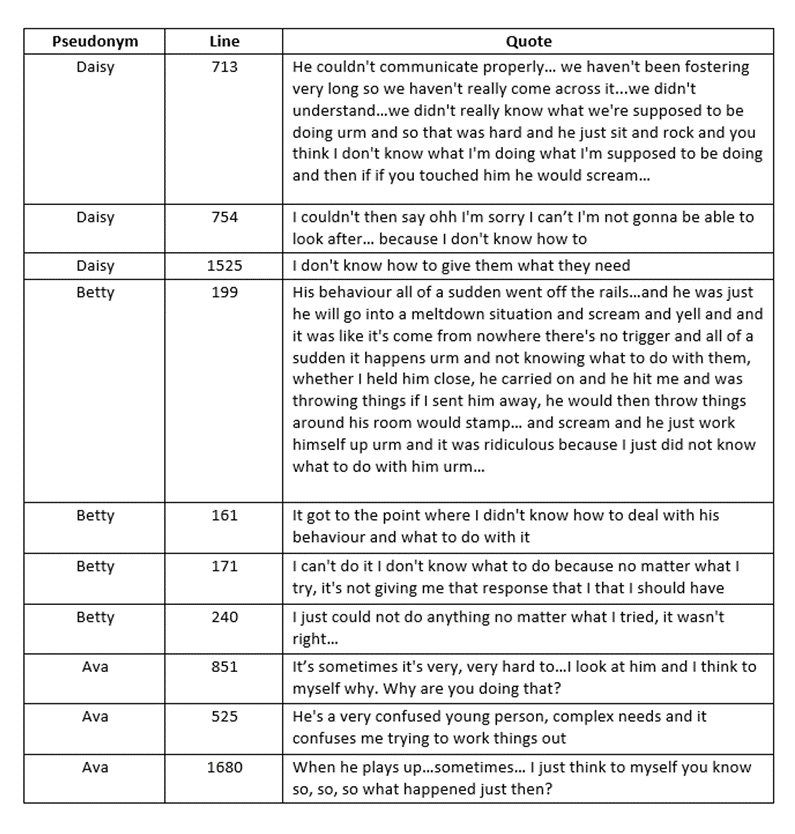 Pseudonym Line Quote
Daisy 713 He couldn't communicate properly… we haven't been fostering
very long so we haven't really come across it...we didn't
understand…we didn't really know what we're supposed to be
doing urm and so that was hard and he just sit and rock and you
think I don't know what I'm doing what I'm supposed to be doing
and then if if you touched him he would scream…
Daisy 754 I couldn't then say ohh I'm sorry I can’t I'm not gonna be able to
look after… because I don't know how to
Daisy 1525 I don't know how to give them what they need
Betty 199 His behaviour all of a sudden went off the rails…and he was just
he will go into a meltdown situation and scream and yell and and
it was like it's come from nowhere there's no trigger and all of a
sudden it happens urm and not knowing what to do with them,
whether I held him close, he carried on and he hit me and was
throwing things if I sent him away, he would then throw things
around his room would stamp… and scream and he just work
himself up urm and it was ridiculous because I just did not know
what to do with him urm…
Betty 161 It got to the point where I didn't know how to deal with his
behaviour and what to do with it
Betty 171 I can't do it I don't know what to do because no matter what I
try, it's not giving me that response that I that I should have
Betty 240 I just could not do anything no matter what I tried, it wasn't
right…
Ava 851 It’s sometimes it's very, very hard to…I look at him and I think to
myself why. Why are you doing that?
Ava 525 He's a very confused young person, complex needs and it
confuses me trying to work things out
Ava 1680 When he plays up…sometimes… I just think to myself you know
so, so, so what happened just then?